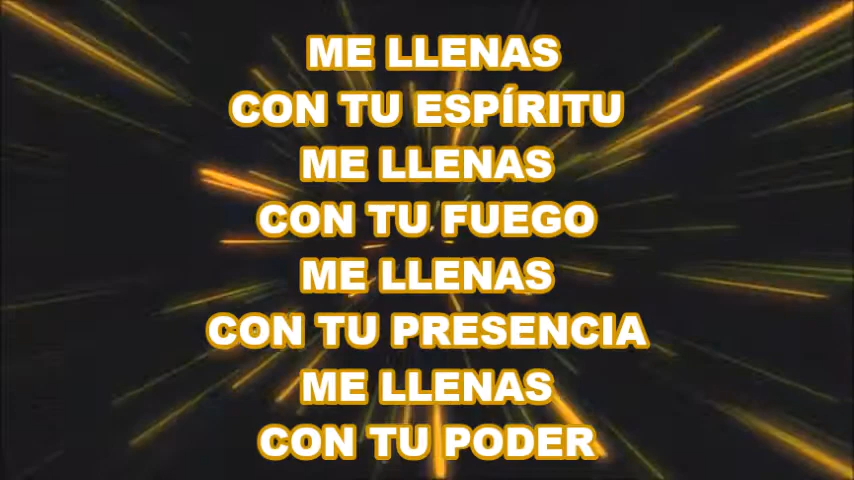 ME LLENAS
CON TU ESPÍRITU
ME LLENAS
CON TU FUEGO
ME LLENAS
CON TU PRESENCIA
ME LLENAS
CON TU PODER